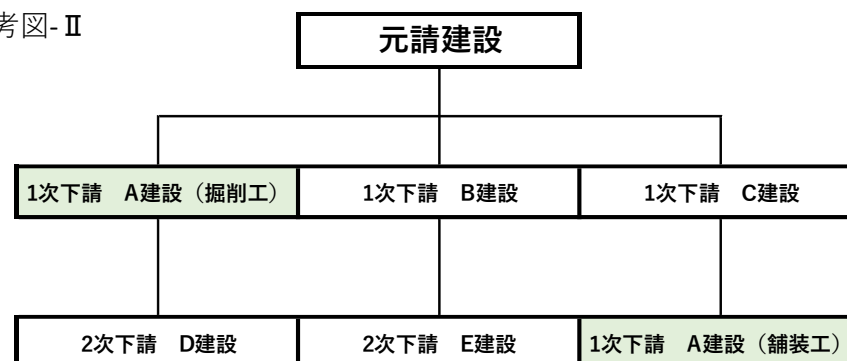 考図-Ⅱ
元請建設
1次下請　A建設（掘削工）
1次下請　B建設
1次下請　C建設
2次下請　D建設
2次下請　E建設
1次下請　A建設（舗装工）